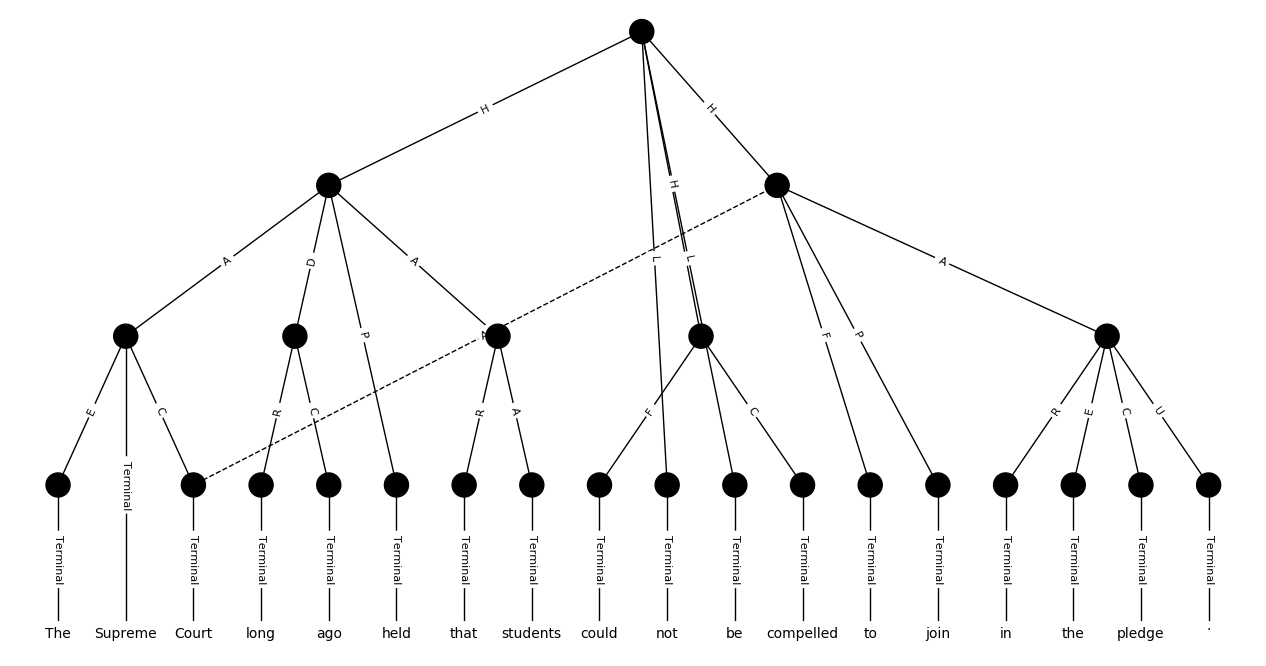 H H
H
A D P A L L F P A
A
E C R C R A F C R E C U
Terminal
Terminal Terminal Terminal Terminal Terminal Terminal Terminal Terminal Terminal Terminal Terminal Terminal Terminal Terminal Terminal Terminal Terminal
The Supreme Court long ago held that students could not be compelled to join in the pledge .